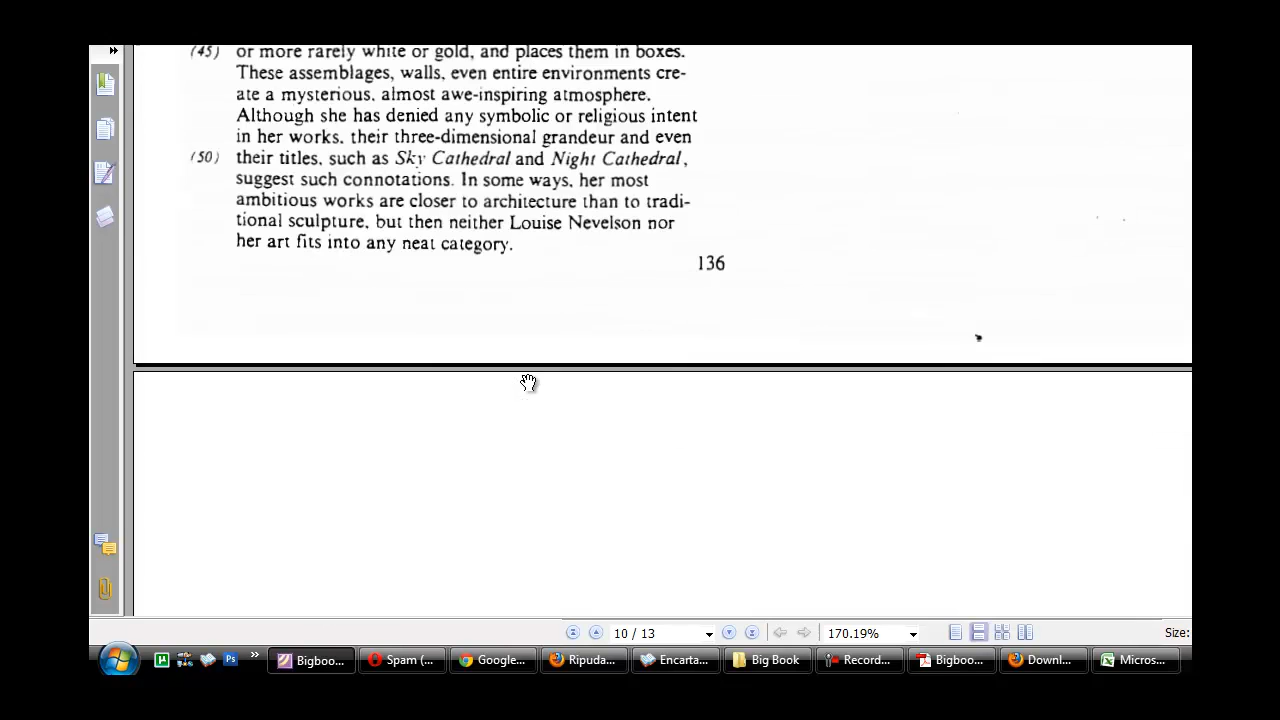 (45) or more rarely white or gold, and places them in boxes.
These assemblages, walls, even entire environments cre-
ate a mysterious, almost awe-inspiring atmosphere.
Although she has denied any symbolic or religious intent
in her works, their three-dimensional grandeur and even
(50) their titles, such as Sky Cathedral and Night Cathedral,
suggest such connotations. In some ways, her most
ambitious works are closer to architecture than to tradi-
tional sculpture, but then neither Louise Nevelson nor
her art fits into any neat category.
136
10 / 13
170.19%
Size:
Bigboo...
Spam (...
Google...
Ripuda...
Encarta...
Big Book
Record...
Bigboo...
Downl...
Micros...